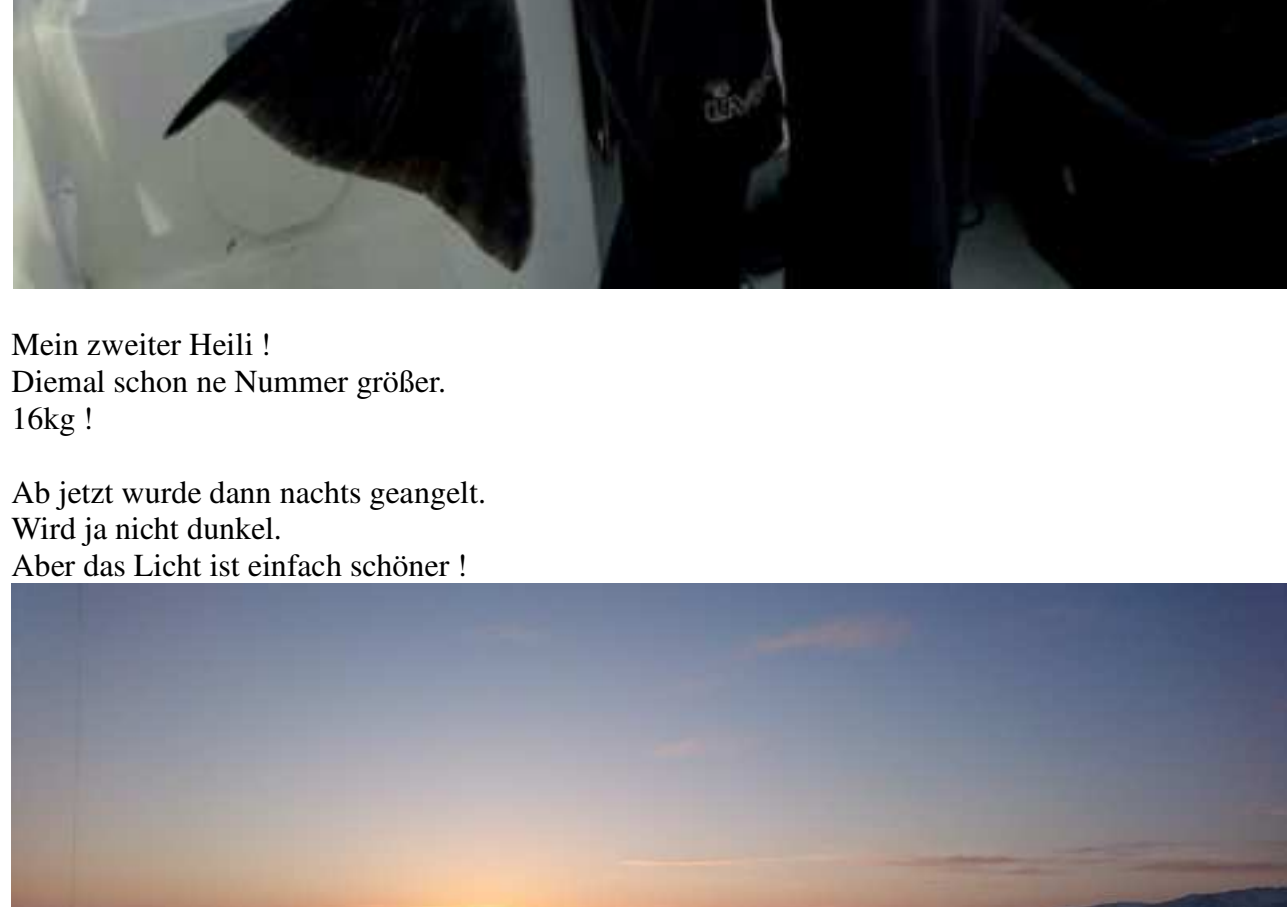 Mein zweiter Heili !
Diemal schon ne Nummer größer.
16kg !
Ab jetzt wurde dann nachts geangelt.
Wird ja nicht dunkel.
Aber das Licht ist einfach schöner !